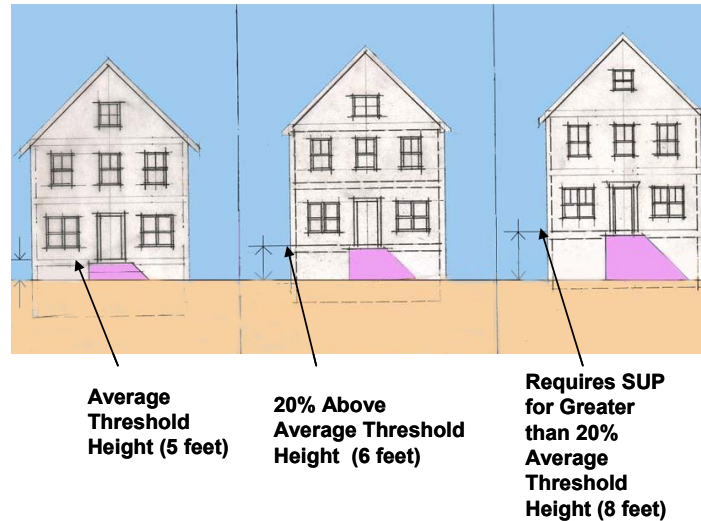 Average
Threshold
Height (5 feet)
20% Above
Average Threshold
Height (6 feet)
Requires SUP
for Greater
than 20%
Average
Threshold
Height (8 feet)